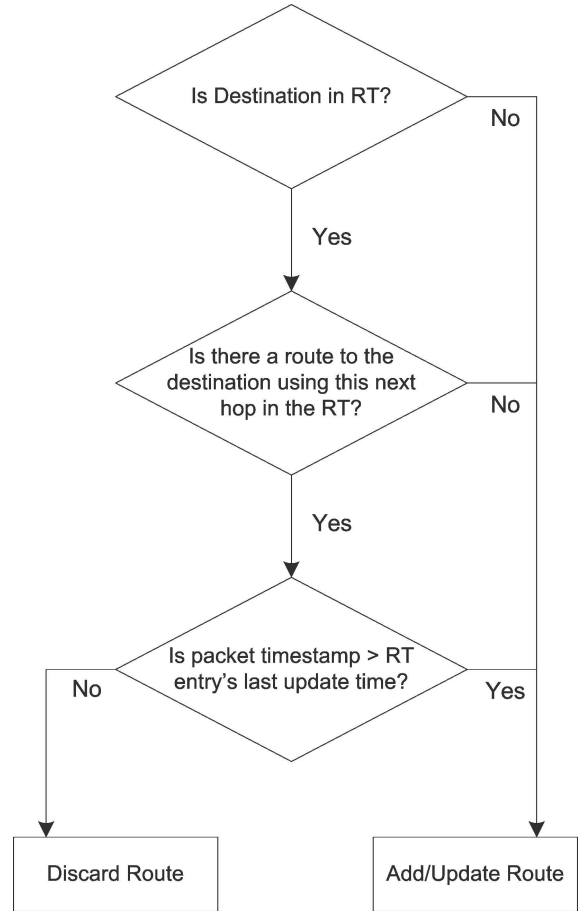 Is Destination in RT?
No
Yes
Is there a route to the
destination using this next
hop in the RT?
No
Yes
Is packet timestamp > RT
entry's last update time?
No
Yes
Discard Route
Add/Update Route